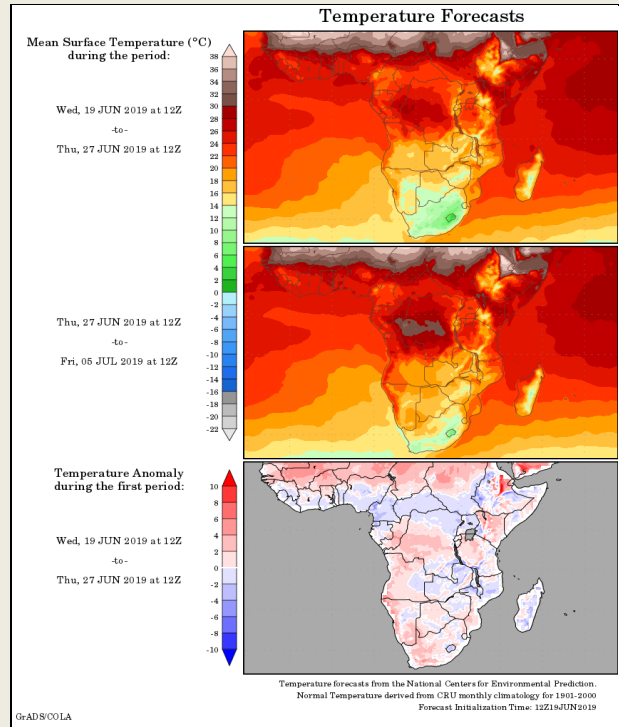 Temperature Forecasts
Mean Surface Temperature (°C)
during the period:
Wed, 19 JUN 2019 at 12Z
-to-
Thu, 27 JUN 2019 at 12Z
38
36
34
32
30
28
26
24
22
20
18
16
14
12
10
8
6
4
2
0
-2
-4
-6
-8
-10
-12
-14
-16
-18
-20
-22
Thu, 27 JUN 2019 at 12Z
-to-
Fri, 05 JUL 2019 at 12Z
Temperature Anomaly
during the first period:
Wed, 19 JUN 2019 at 12Z
-to-
Thu, 27 JUN 2019 at 12Z
10
8
6
4
2
0
-2
-4
-6
-8
-10
Temperature forecasts from the National Centers for Environmental Prediction.
Normal Temperature derived from CRU monthly climatology for 1901-2000
Forecast Initialization Time: 12Z19JUN2019
GrADS/COLA